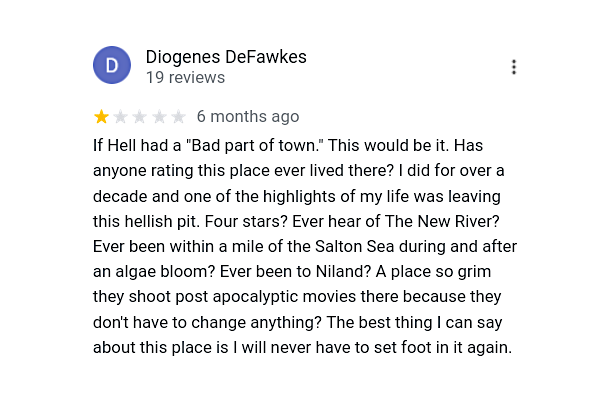 D
Diogenes DeFawkes
19 reviews
6 months ago
If Hell had a "Bad part of town." This would be it. Has
anyone rating this place ever lived there? I did for over a
decade and one of the highlights of my life was leaving
this hellish pit. Four stars? Ever hear of The New River?
Ever been within a mile of the Salton Sea during and after
an algae bloom? Ever been to Niland? A place so grim
they shoot post apocalyptic movies there because they
don't have to change anything? The best thing I can say
about this place is I will never have to set foot in it again.